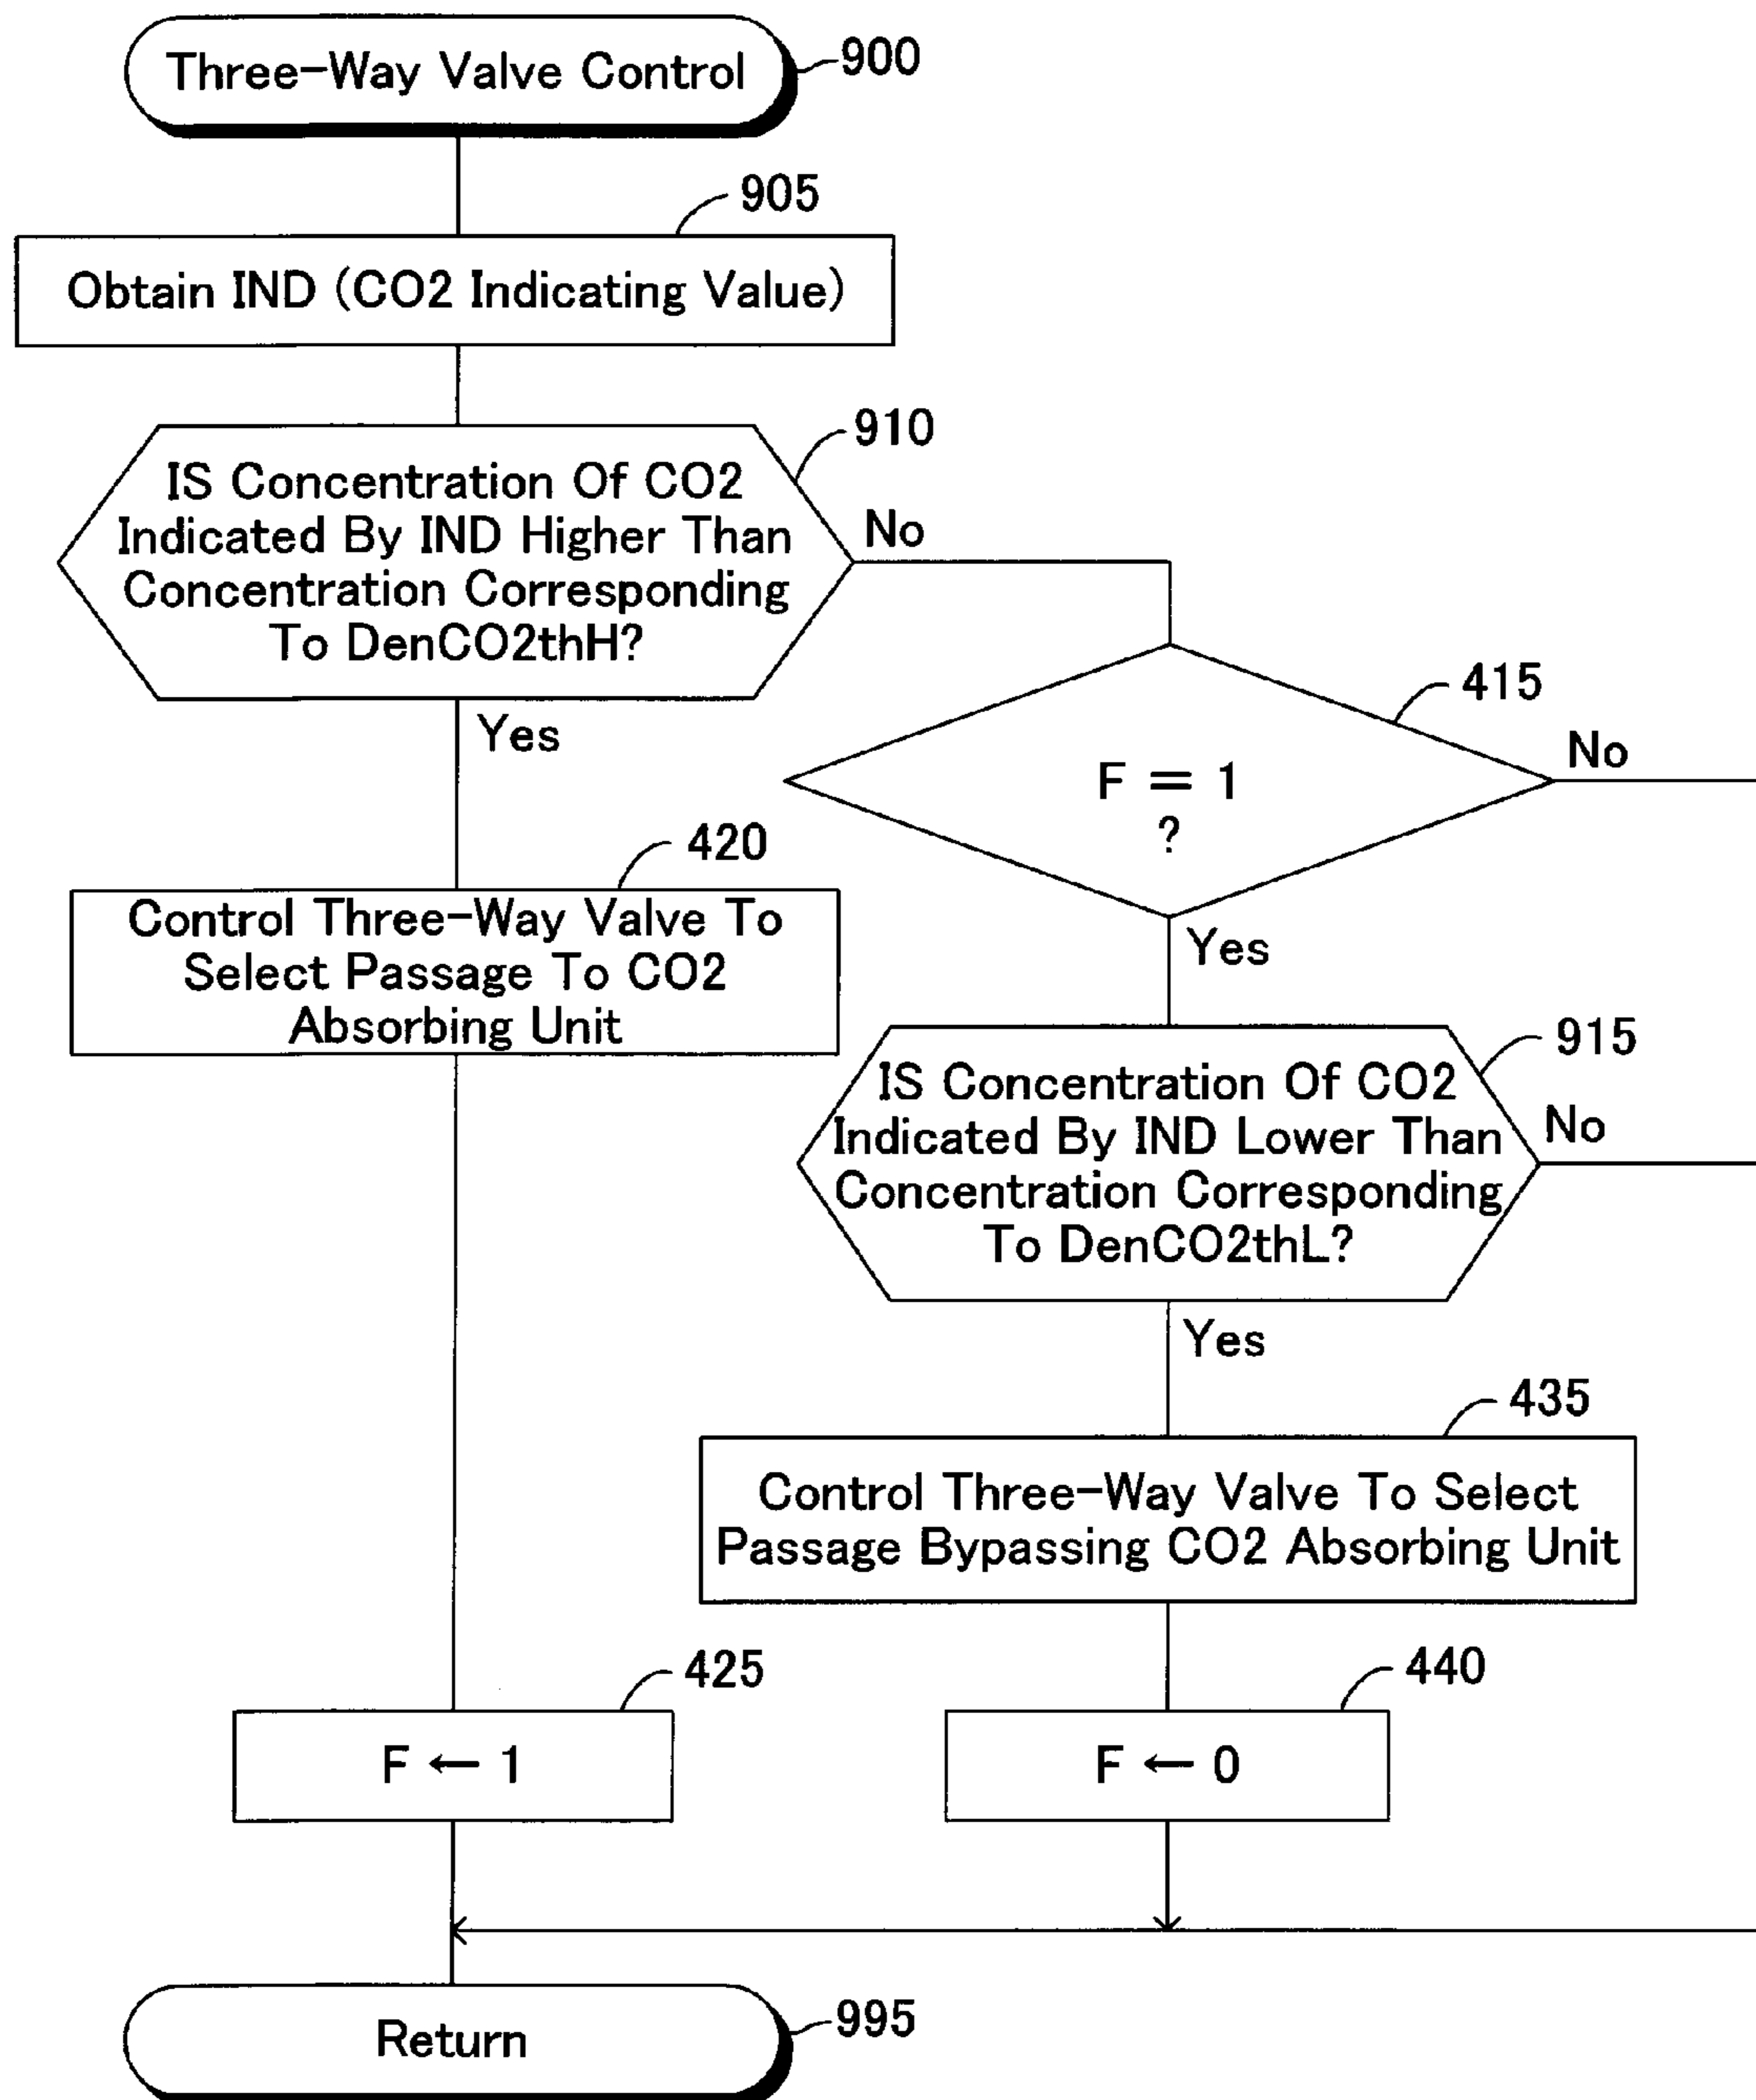 Three-Way Valve Control
900
905
Obtain IND (CO2 Indicating Value)
910
IS Concentration Of CO2
Indicated By IND Higher Than
Concentration Corresponding
To DenCO2thH?
No
Yes
415
F = 1
?
No
Yes
420
Control Three-Way Valve To
Select Passage To CO2
Absorbing Unit
915
IS Concentration Of CO2
Indicated By IND Lower Than
Concentration Corresponding
To DenCO2thL?
No
Yes
435
Control Three-Way Valve To Select
Passage Bypassing CO2 Absorbing Unit
425
F ← 1
440
F ← 0
Return
995